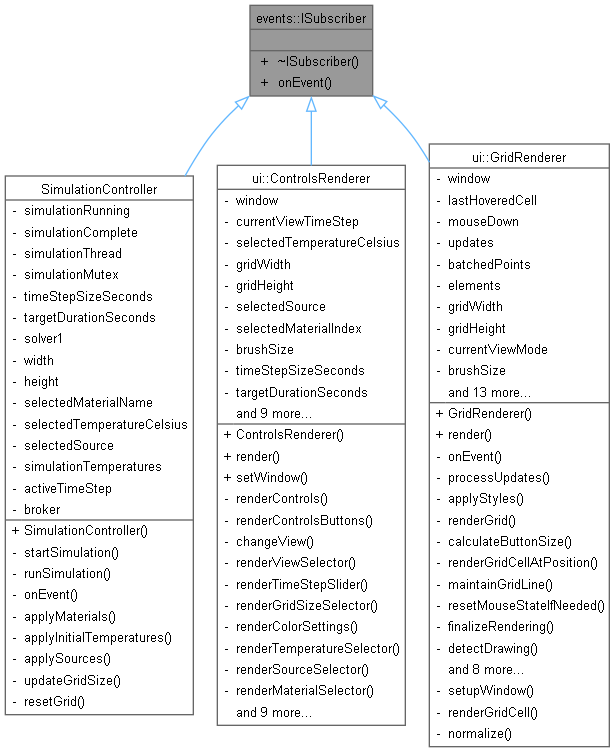 events::ISubscriber
+ ~ISubscriber()
+ onEvent()
SimulationController
- simulationRunning
- simulationComplete
- simulationThread
- simulationMutex
- timeStepSizeSeconds
- targetDurationSeconds
- solver1
- width
- height
- selectedMaterialName
- selectedTemperatureCelsius
- selectedSource
- simulationTemperatures
- activeTimeStep
- broker
+ SimulationController()
- startSimulation()
- runSimulation()
- onEvent()
- applyMaterials()
- applyInitialTemperatures()
- applySources()
- updateGridSize()
- resetGrid()
ui::ControlsRenderer
- window
- currentViewTimeStep
- selectedTemperatureCelsius
- gridWidth
- gridHeight
- selectedSource
- selectedMaterialIndex
- brushSize
- timeStepSizeSeconds
- targetDurationSeconds
and 9 more...
+ ControlsRenderer()
+ render()
+ setWindow()
- renderControls()
- renderControlsButtons()
- changeView()
- renderViewSelector()
- renderTimeStepSlider()
- renderGridSizeSelector()
- renderColorSettings()
- renderTemperatureSelector()
- renderSourceSelector()
- renderMaterialSelector()
and 9 more...
ui::GridRenderer
- window
- lastHoveredCell
- mouseDown
- updates
- batchedPoints
- elements
- gridWidth
- gridHeight
- currentViewMode
- brushSize
and 13 more...
+ GridRenderer()
+ render()
- onEvent()
- processUpdates()
- applyStyles()
- renderGrid()
- calculateButtonSize()
- renderGridCellAtPosition()
- maintainGridLine()
- resetMouseStateIfNeeded()
- finalizeRendering()
- detectDrawing()
and 8 more...
- setupWindow()
- renderGridCell()
- normalize()